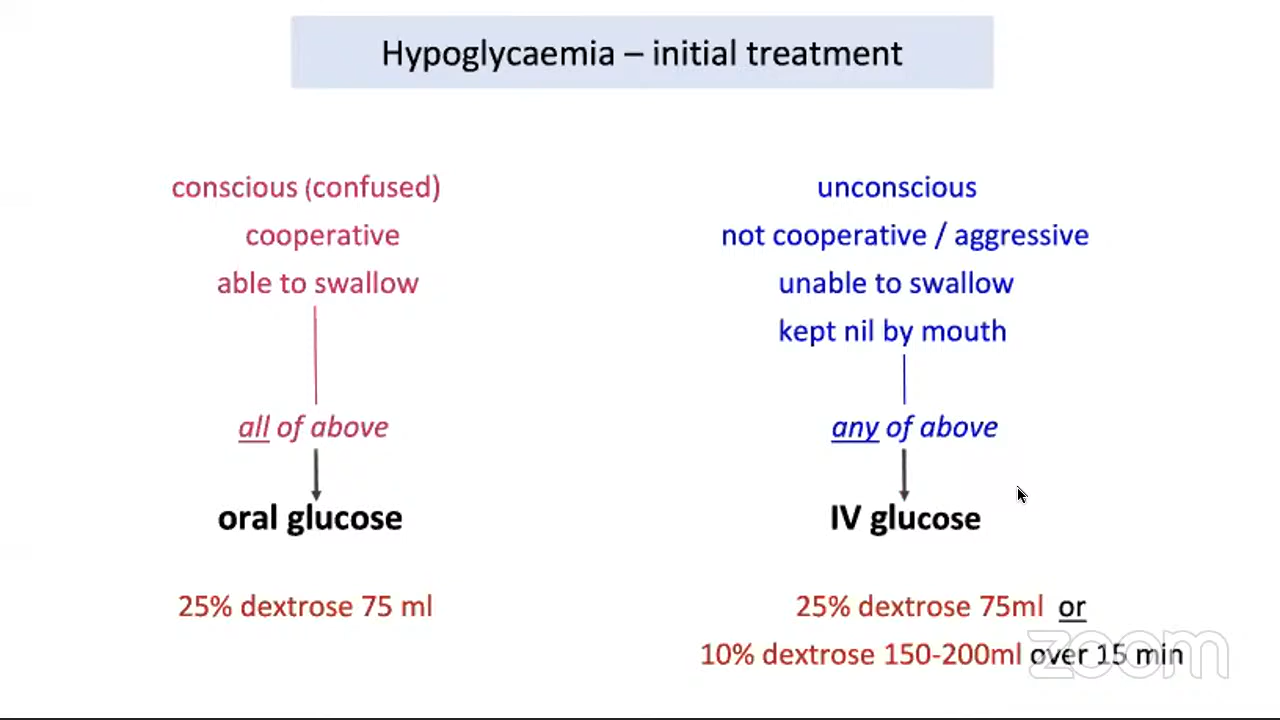 Hypoglycaemia – initial treatment
conscious (confused)
cooperative
able to swallow
all of above
oral glucose
25% dextrose 75 ml
unconscious
not cooperative / aggressive
unable to swallow
kept nil by mouth
any of above
IV glucose
25% dextrose 75ml or
10% dextrose 150-200ml over 15 min
zoom